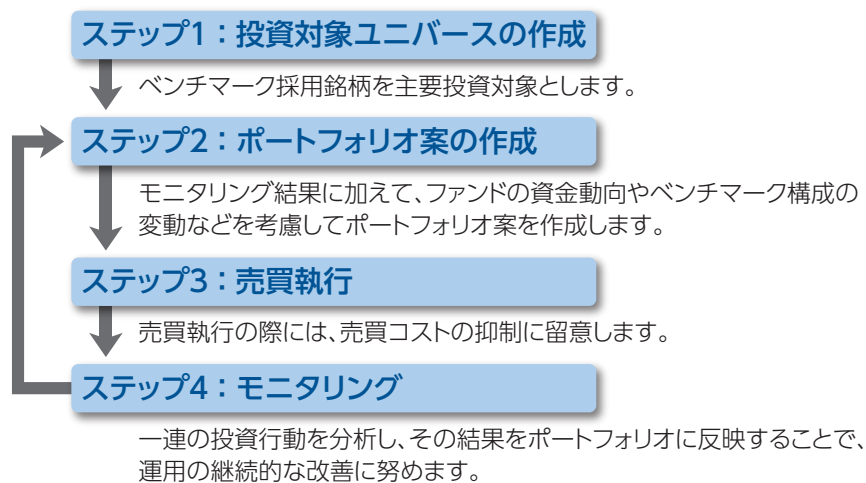 ステップ1：投資対象ユニバースの作成
ベンチマーク採用銘柄を主要投資対象とします。
ステップ2：ポートフォリオ案の作成
モニタリング結果に加えて、ファンドの資金動向やベンチマーク構成の
変動などを考慮してポートフォリオ案を作成します。
ステップ3：売買執行
売買執行の際には、売買コストの抑制に留意します。
ステップ4：モニタリング
一連の投資行動を分析し、その結果をポートフォリオに反映することで、
運用の継続的な改善に努めます。